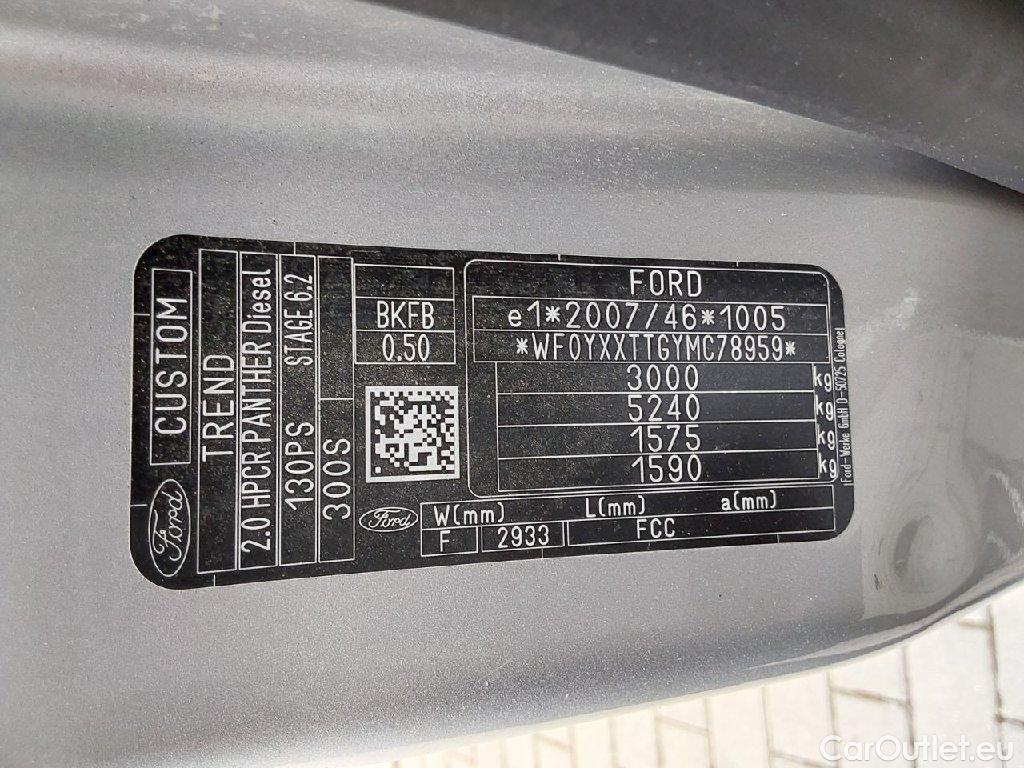 CUSTOM
TREND
2.0 HPCR PANTHER Diesel
130PS STAGE 6.2
300S
Ford
BKFB
0.50
Ford
FORD
e1*2007/46*1005
*WF0YXXTTGYMC78959*
3000 kg
5240 kg
1575 kg
1590 kg
W(mm) L(mm) a(mm)
F 2933 FCC
Ford-Werke GmbH D-50725 Cologne
CarOutlet.eu